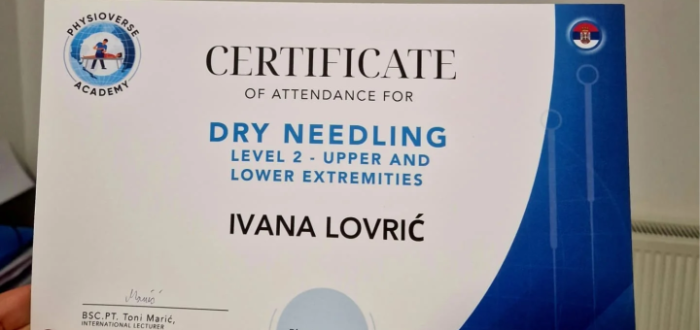 PHYSIOVERSE
ACADEMY
CERTIFICATE
OF ATTENDANCE FOR
DRY NEEDLING
LEVEL 2 - UPPER AND
LOWER EXTREMITIES
IVANA LOVRIĆ
BSC.PT. Toni Marić,
INTERNATIONAL LECTURER